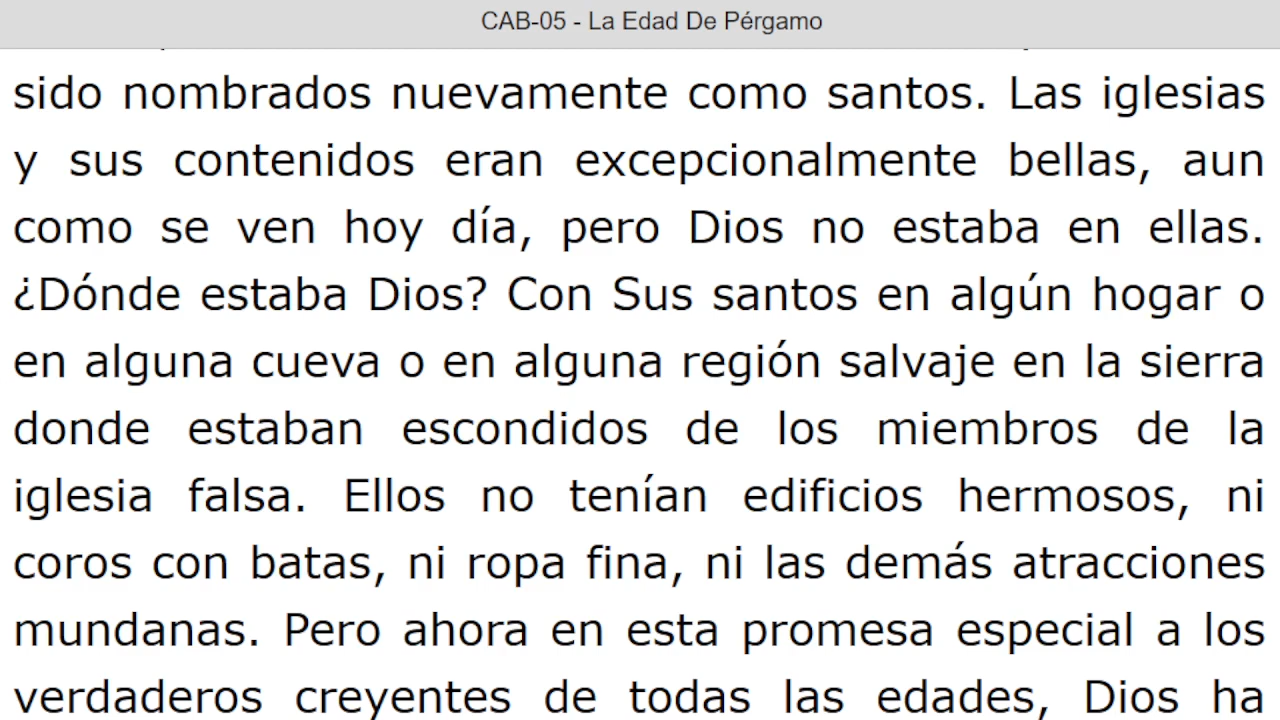 CAB-05 - La Edad De Pérgamo
sido nombrados nuevamente como santos. Las iglesias
y sus contenidos eran excepcionalmente bellas, aun
como se ven hoy día, pero Dios no estaba en ellas.
¿Dónde estaba Dios? Con Sus santos en algún hogar o
en alguna cueva o en alguna región salvaje en la sierra
donde estaban escondidos de los miembros de la
iglesia falsa. Ellos no tenían edificios hermosos, ni
coros con batas, ni ropa fina, ni las demás atracciones
mundanas. Pero ahora en esta promesa especial a los
verdaderos creyentes de todas las edades, Dios ha